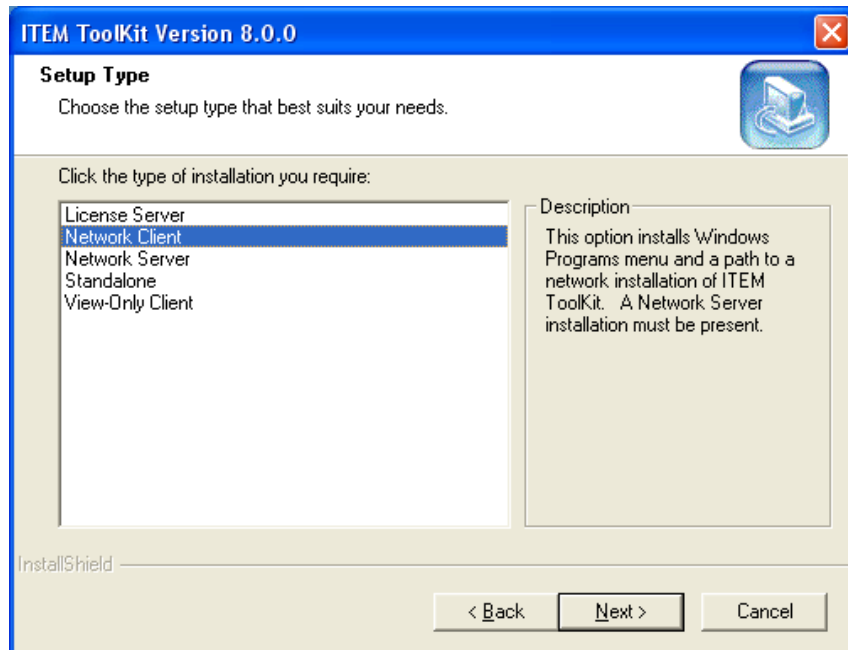 ITEM ToolKit Version 8.0.0
Setup Type
Choose the setup type that best suits your needs.
Click the type of installation you require:
License Server
Network Client
Network Server
Standalone
View-Only Client
Description
This option installs Windows
Programs menu and a path to a
network installation of ITEM
ToolKit. A Network Server
installation must be present.
InstallShield
< Back
Next >
Cancel